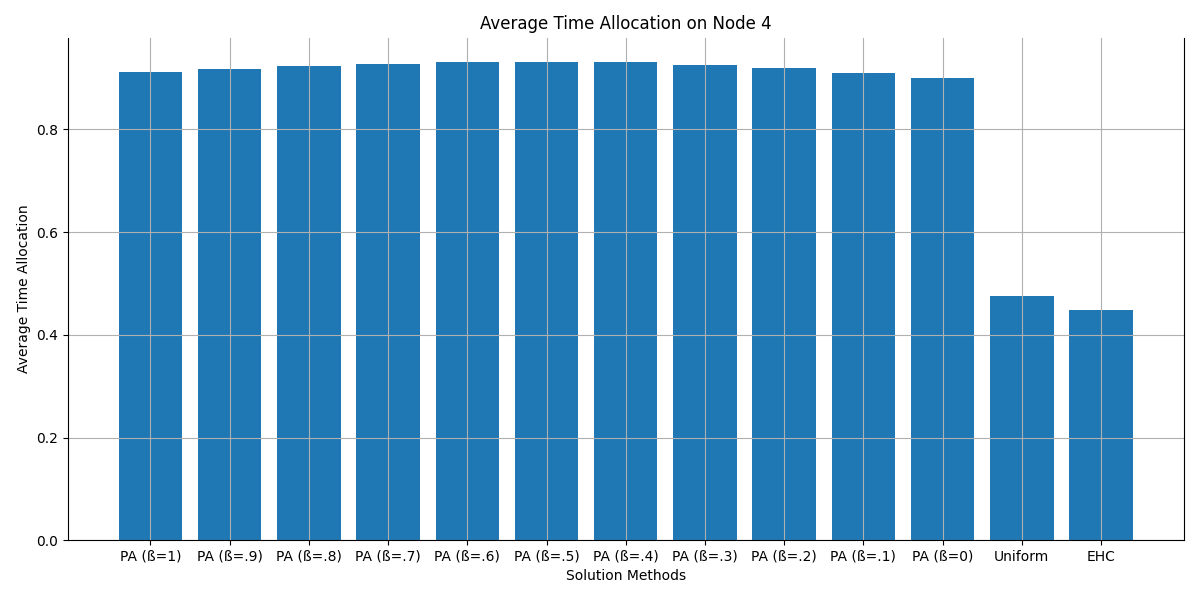 Average Time Allocation on Node 4
Average Time Allocation
0.8
0.6
0.4
0.2
0.0
PA (ß=1) PA (ß=.9) PA (ß=.8) PA (ß=.7) PA (ß=.6) PA (ß=.5) PA (ß=.4) PA (ß=.3) PA (ß=.2) PA (ß=.1) PA (ß=0) Uniform EHC
Solution Methods